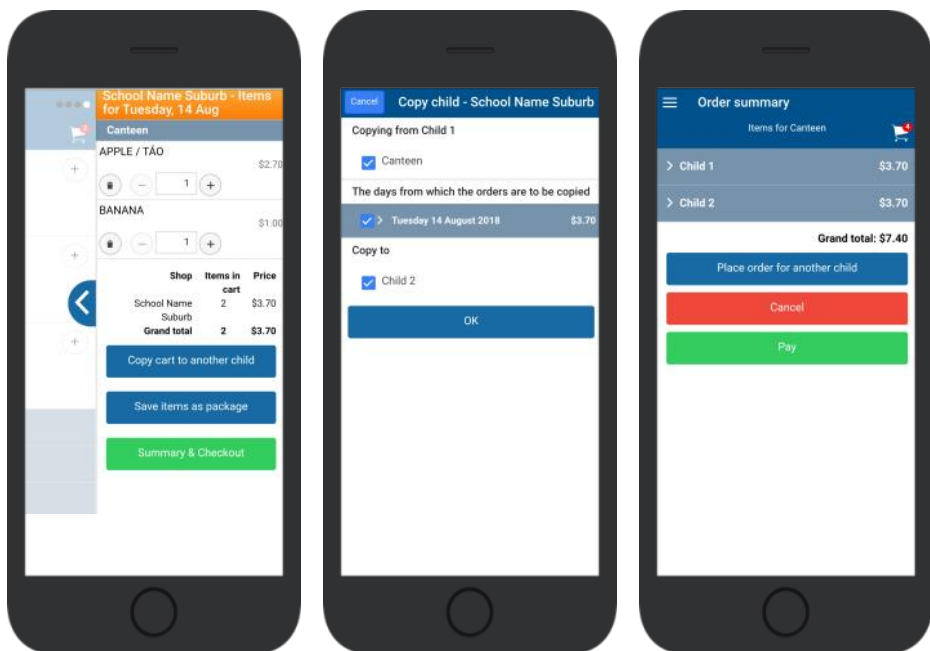 School Name Suburb - Items
for Tuesday, 14 Aug
Canteen
APPLE / TÁO
$2.70
1
BANANA
$1.00
1
Shop Items in cart Price
School Name Suburb 2 $3.70
Grand total 2 $3.70
Copy cart to another child
Save items as package
Summary & Checkout
Cancel Copy child - School Name Suburb
Copying from Child 1
Canteen
The days from which the orders are to be copied
Tuesday 14 August 2018 $3.70
Copy to
Child 2
OK
Order summary
Items for Canteen
4
Child 1 $3.70
Child 2 $3.70
Grand total: $7.40
Place order for another child
Cancel
Pay